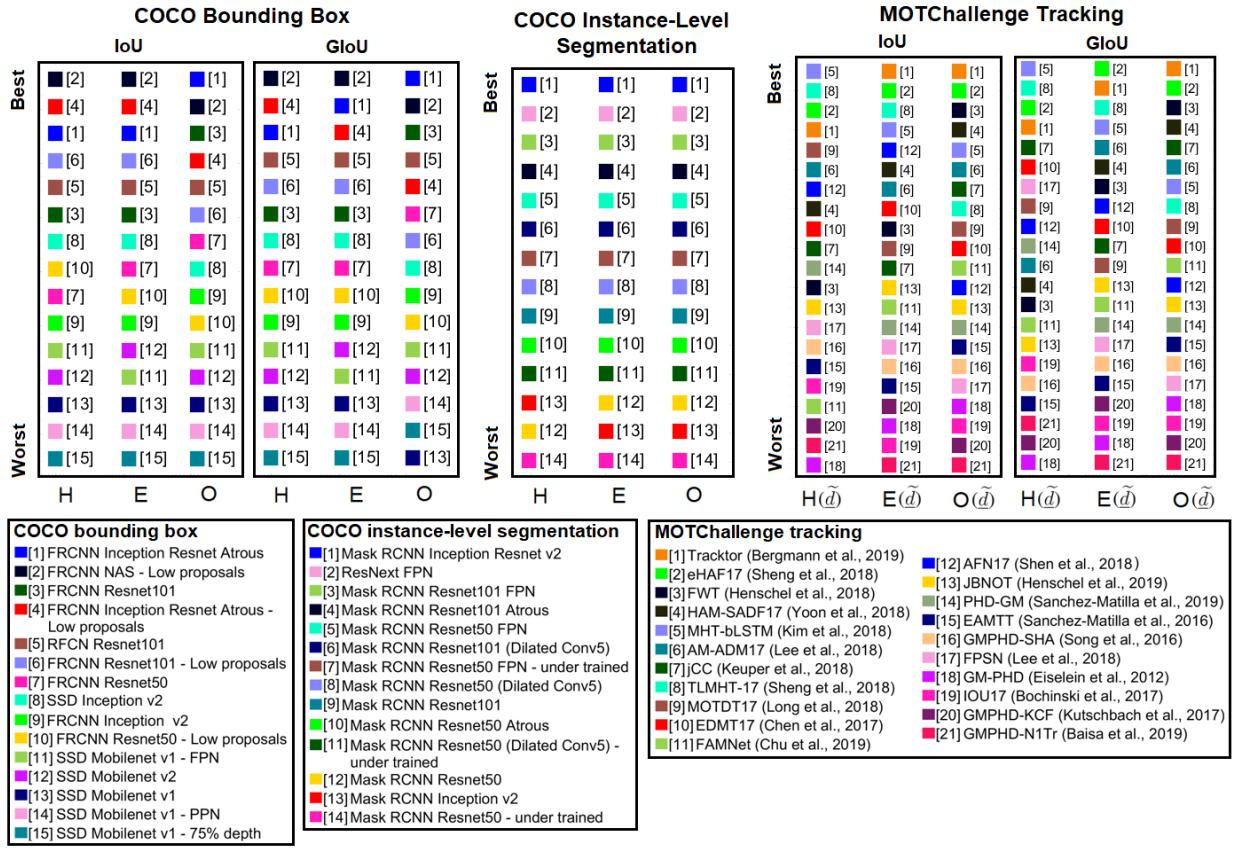 COCO Bounding Box
IoU
GIoU
Best
Worst
[2] [2] [1]
[4] [4] [2]
[1] [1] [3]
[6] [6] [4]
[5] [5] [5]
[3] [3] [6]
[8] [8] [7]
[10] [7] [8]
[7] [10] [9]
[9] [9] [10]
[11] [12] [11]
[12] [11] [12]
[13] [13] [13]
[14] [14] [14]
[15] [15] [15]
H E O
[2] [2] [1]
[4] [1] [2]
[1] [4] [3]
[5] [5] [5]
[6] [6] [4]
[3] [3] [7]
[8] [8] [6]
[7] [7] [8]
[10] [10] [9]
[9] [9] [10]
[11] [12] [11]
[12] [11] [12]
[13] [13] [14]
[14] [14] [15]
[15] [15] [13]
H E O
COCO Instance-Level
Segmentation
Best
Worst
[1] [1] [1]
[2] [2] [2]
[3] [3] [3]
[4] [4] [4]
[5] [5] [5]
[6] [6] [6]
[7] [7] [7]
[8] [8] [8]
[9] [9] [9]
[10] [10] [10]
[11] [11] [11]
[13] [12] [12]
[12] [13] [13]
[14] [14] [14]
H E O
MOTChallenge Tracking
IoU
GIoU
Best
Worst
[5] [1] [1]
[8] [2] [2]
[2] [8] [3]
[1] [5] [4]
[9] [12] [5]
[6] [4] [6]
[12] [6] [7]
[4] [10] [8]
[10] [3] [9]
[7] [9] [10]
[14] [7] [11]
[3] [13] [12]
[13] [11] [13]
[17] [14] [14]
[16] [17] [15]
[15] [16] [16]
[19] [15] [17]
[11] [20] [18]
[20] [18] [19]
[21] [19] [20]
[18] [21] [21]
H(d̃) E(d̃) O(d̃)
[5] [2] [1]
[8] [1] [2]
[2] [8] [3]
[1] [5] [4]
[7] [6] [7]
[10] [4] [6]
[17] [3] [5]
[9] [12] [8]
[12] [10] [9]
[14] [7] [10]
[6] [9] [11]
[4] [13] [12]
[3] [11] [13]
[11] [14] [14]
[13] [17] [15]
[19] [16] [16]
[16] [15] [17]
[15] [20] [18]
[21] [19] [19]
[20] [18] [20]
[18] [21] [21]
H(d̃) E(d̃) O(d̃)
COCO bounding box
[1] FRCNN Inception Resnet Atrous
[2] FRCNN NAS - Low proposals
[3] FRCNN Resnet101
[4] FRCNN Inception Resnet Atrous -
Low proposals
[5] RFCN Resnet101
[6] FRCNN Resnet101 - Low proposals
[7] FRCNN Resnet50
[8] SSD Inception v2
[9] FRCNN Inception v2
[10] FRCNN Resnet50 - Low proposals
[11] SSD Mobilenet v1 - FPN
[12] SSD Mobilenet v2
[13] SSD Mobilenet v1
[14] SSD Mobilenet v1 - PPN
[15] SSD Mobilenet v1 - 75% depth
COCO instance-level segmentation
[1] Mask RCNN Inception Resnet v2
[2] ResNext FPN
[3] Mask RCNN Resnet101 FPN
[4] Mask RCNN Resnet101 Atrous
[5] Mask RCNN Resnet50 FPN
[6] Mask RCNN Resnet101 (Dilated Conv5)
[7] Mask RCNN Resnet50 FPN - under trained
[8] Mask RCNN Resnet50 (Dilated Conv5)
[9] Mask RCNN Resnet101
[10] Mask RCNN Resnet50 Atrous
[11] Mask RCNN Resnet50 (Dilated Conv5) -
under trained
[12] Mask RCNN Resnet50
[13] Mask RCNN Inception v2
[14] Mask RCNN Resnet50 - under trained
MOTChallenge tracking
[1] Tracktor (Bergmann et al., 2019)
[2] eHAF17 (Sheng et al., 2018)
[3] FWT (Henschel et al., 2018)
[4] HAM-SADF17 (Yoon et al., 2018)
[5] MHT-bLSTM (Kim et al., 2018)
[6] AM-ADM17 (Lee et al., 2018)
[7] jCC (Keuper et al., 2018)
[8] TLMHT-17 (Sheng et al., 2018)
[9] MOTDT17 (Long et al., 2018)
[10] EDMT17 (Chen et al., 2017)
[11] FAMNet (Chu et al., 2019)
[12] AFN17 (Shen et al., 2018)
[13] JBNOT (Henschel et al., 2019)
[14] PHD-GM (Sanchez-Matilla et al., 2019)
[15] EAMTT (Sanchez-Matilla et al., 2016)
[16] GMPHD-SHA (Song et al., 2016)
[17] FPSN (Lee et al., 2018)
[18] GM-PHD (Eiselein et al., 2012)
[19] IOU17 (Bochinski et al., 2017)
[20] GMPHD-KCF (Kutschbach et al., 2017)
[21] GMPHD-N1Tr (Baisa et al., 2019)